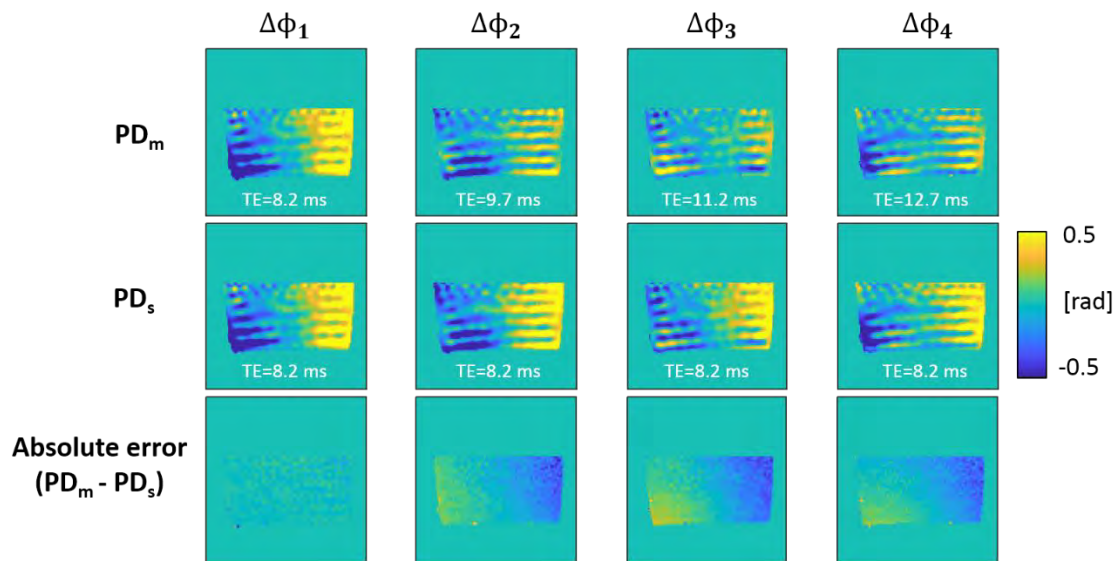 Δϕ₁ Δϕ₂ Δϕ₃ Δϕ₄
PDₘ
TE=8.2 ms TE=9.7 ms TE=11.2 ms TE=12.7 ms
PDₛ
TE=8.2 ms TE=8.2 ms TE=8.2 ms TE=8.2 ms
0.5
[rad]
-0.5
Absolute error
(PDₘ - PDₛ)